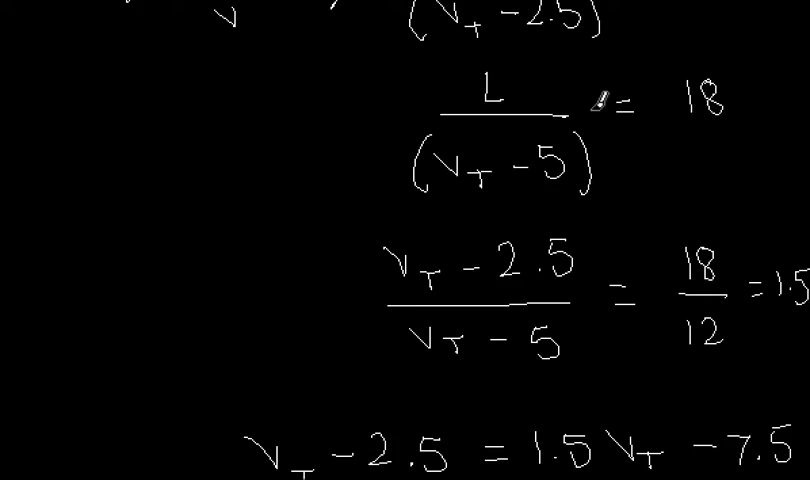 V (V_T - 2.5)
L / (V_T - 5) = 18
(V_T - 2.5) / (V_T - 5) = 18 / 12 = 1.5
V_T - 2.5 = 1.5 V_T - 7.5